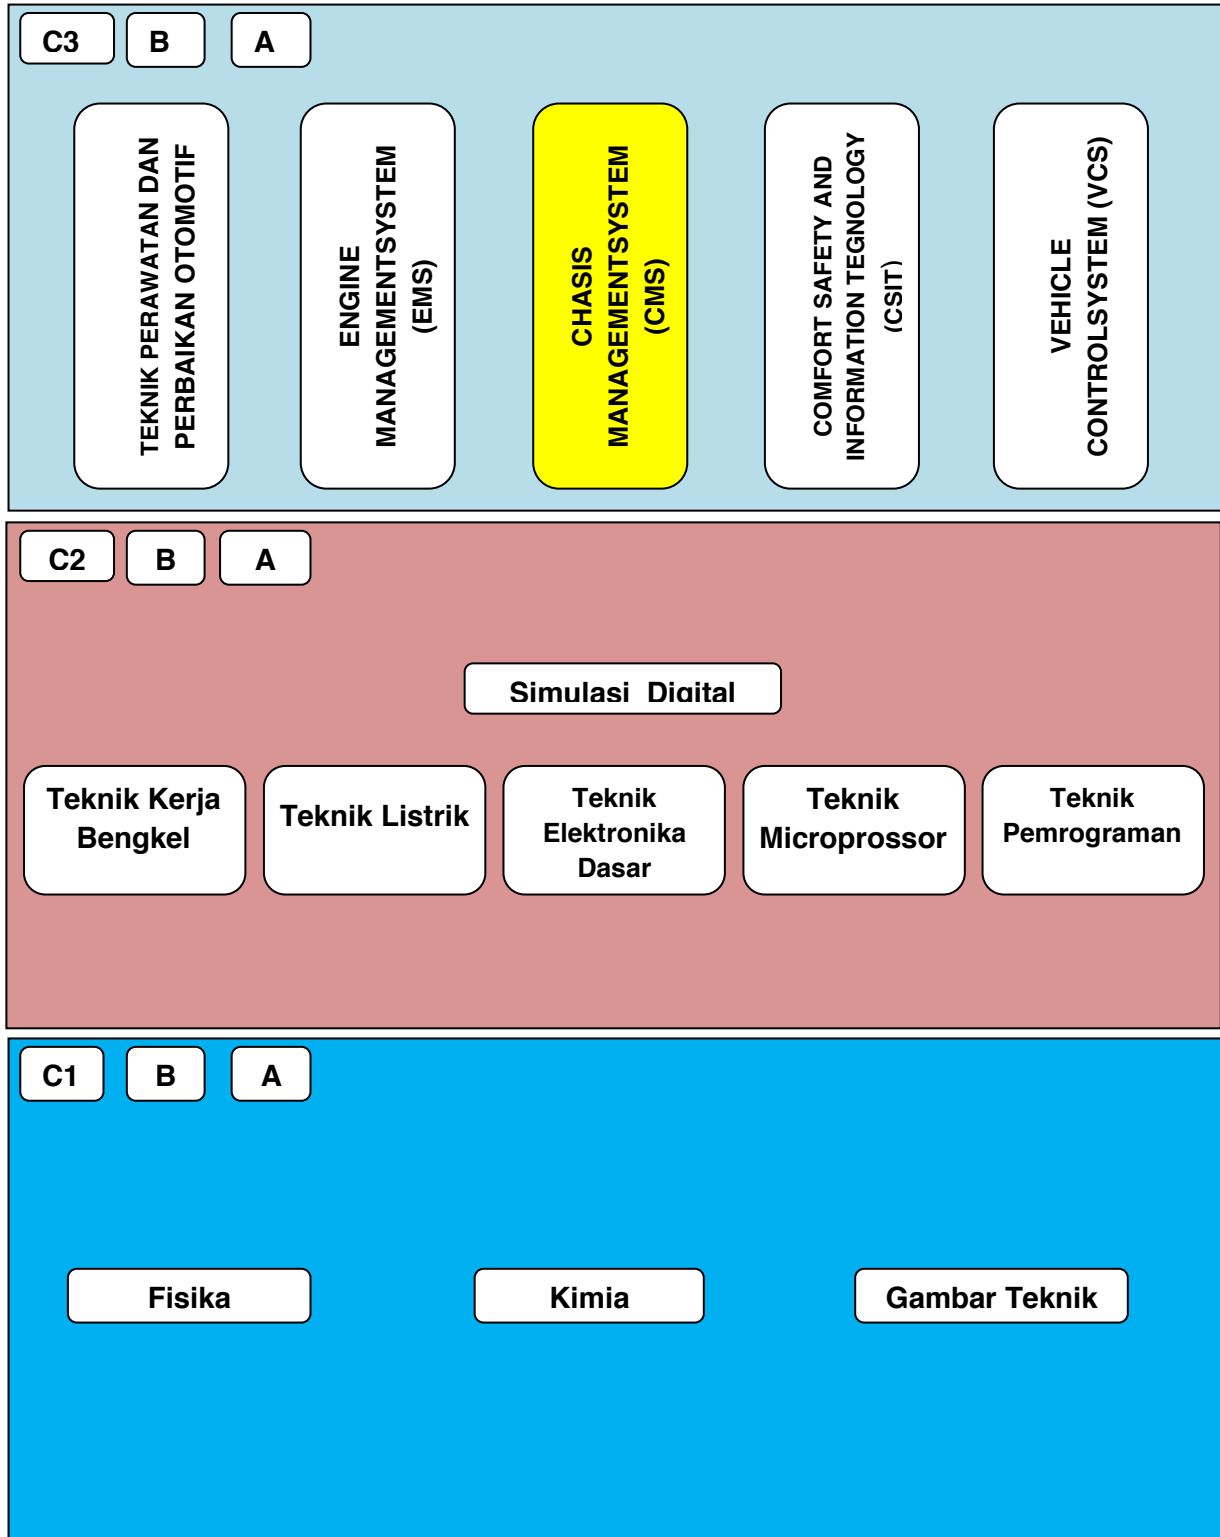 C3 B A
TEKNIK PERAWATAN DAN
PERBAIKAN OTOMOTIF
ENGINE
MANAGEMENTSYSTEM
(EMS)
CHASIS
MANAGEMENTSYSTEM
(CMS)
COMFORT SAFETY AND
INFORMATION TEGNOLOGY
(CSIT)
VEHICLE
CONTROLSYSTEM (VCS)
C2 B A
Simulasi Digital
Teknik Kerja
Bengkel
Teknik Listrik
Teknik
Elektronika
Dasar
Teknik
Microprossor
Teknik
Pemrograman
C1 B A
Fisika
Kimia
Gambar Teknik